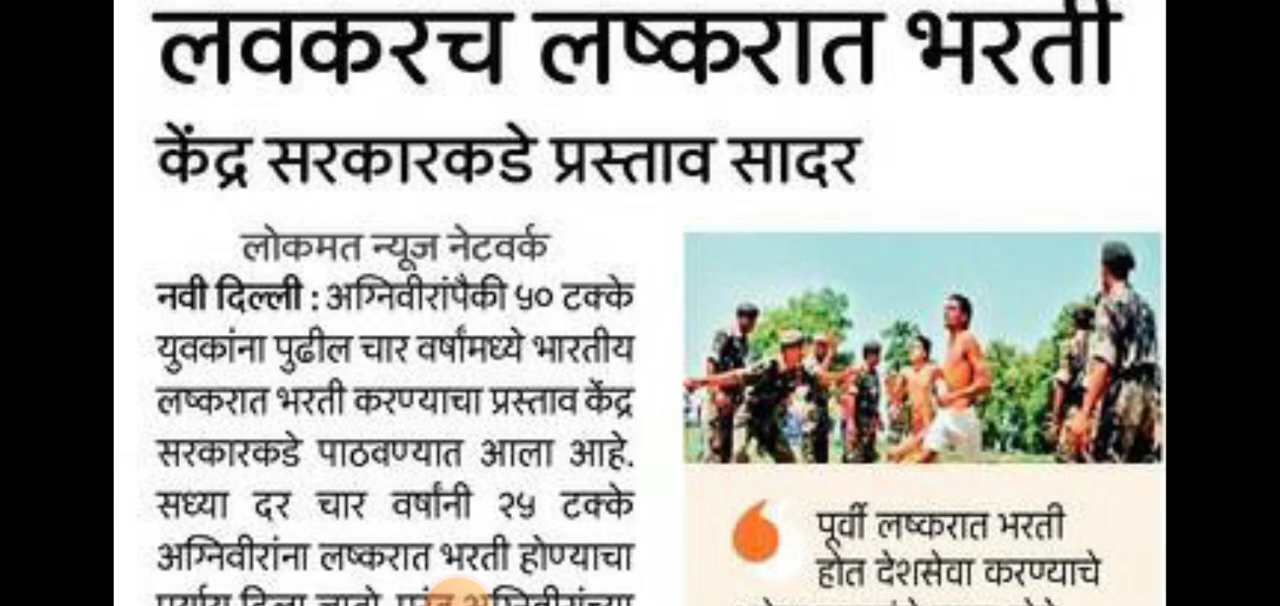 लवकरच लष्करात भरती
केंद्र सरकारकडे प्रस्ताव सादर
लोकमत न्यूज नेटवर्क
नवी दिल्ली : अग्निवीरांपैकी ५० टक्के
युवकांना पुढील चार वर्षांमध्ये भारतीय
लष्करात भरती करण्याचा प्रस्ताव केंद्र
सरकारकडे पाठवण्यात आला आहे.
सध्या दर चार वर्षांनी २५ टक्के
अग्निवीरांना लष्करात भरती होण्याचा
पूर्वी लष्करात भरती
होत देशसेवा करण्याचे